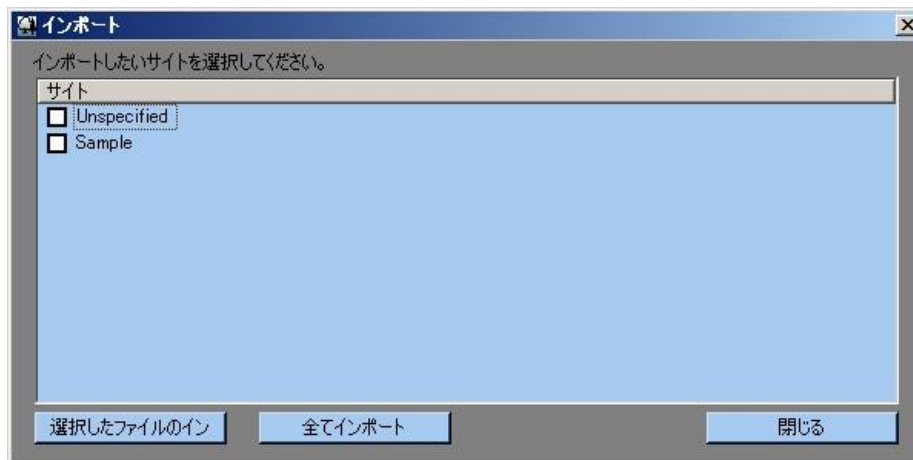 インポート
インポートしたいサイトを選択してください。
サイト
Unspecified
Sample
選択したファイルのイン
全てインポート
閉じる